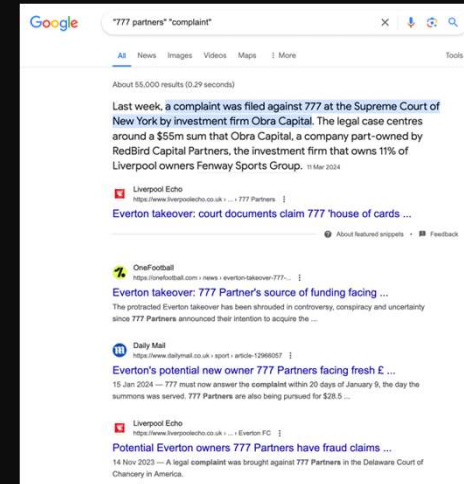 Google
"777 partners" "complaint"
All News Images Videos Maps More Tools
About 55,000 results (0.29 seconds)
Last week, a complaint was filed against 777 at the Supreme Court of
New York by investment firm Obra Capital. The legal case centres
around a $55m sum that Obra Capital, a company part-owned by
RedBird Capital Partners, the investment firm that owns 11% of
Liverpool owners Fenway Sports Group. 11 Mar 2024
Liverpool Echo
https://www.liverpoolecho.co.uk › ... › 777 Partners
Everton takeover: court documents claim 777 'house of cards ...
About featured snippets • Feedback
OneFootball
https://onefootball.com › news › everton-takeover-777-...
Everton takeover: 777 Partner's source of funding facing ...
The protracted Everton takeover has been shrouded in controversy, conspiracy and uncertainty
since 777 Partners announced their intention to acquire the ...
Daily Mail
https://www.dailymail.co.uk › sport › article-12966057
Everton's potential new owner 777 Partners facing fresh £ ...
15 Jan 2024 — 777 must now answer the complaint within 20 days of January 9, the day the
summons was served. 777 Partners are also being pursued for $28.5 ...
Liverpool Echo
https://www.liverpoolecho.co.uk › ... › Everton FC
Potential Everton owners 777 Partners have fraud claims ...
14 Nov 2023 — A legal complaint was brought against 777 Partners in the Delaware Court of
Chancery in America.